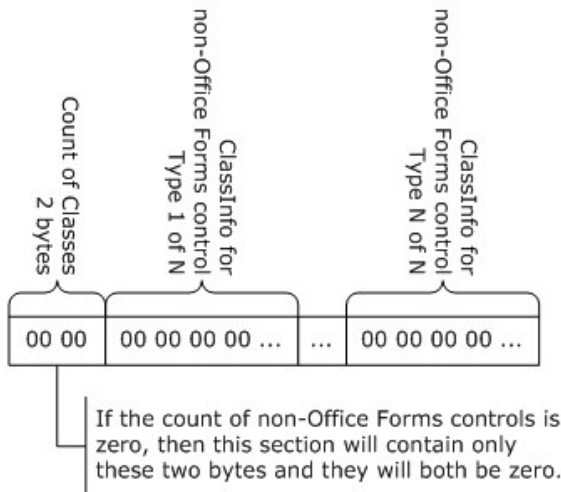 Count of Classes
2 bytes
ClassInfo for
non-Office Forms control
Type 1 of N
ClassInfo for
non-Office Forms control
Type N of N
00 00
00 00 00 00 ...
...
00 00 00 00 ...
If the count of non-Office Forms controls is
zero, then this section will contain only
these two bytes and they will both be zero.